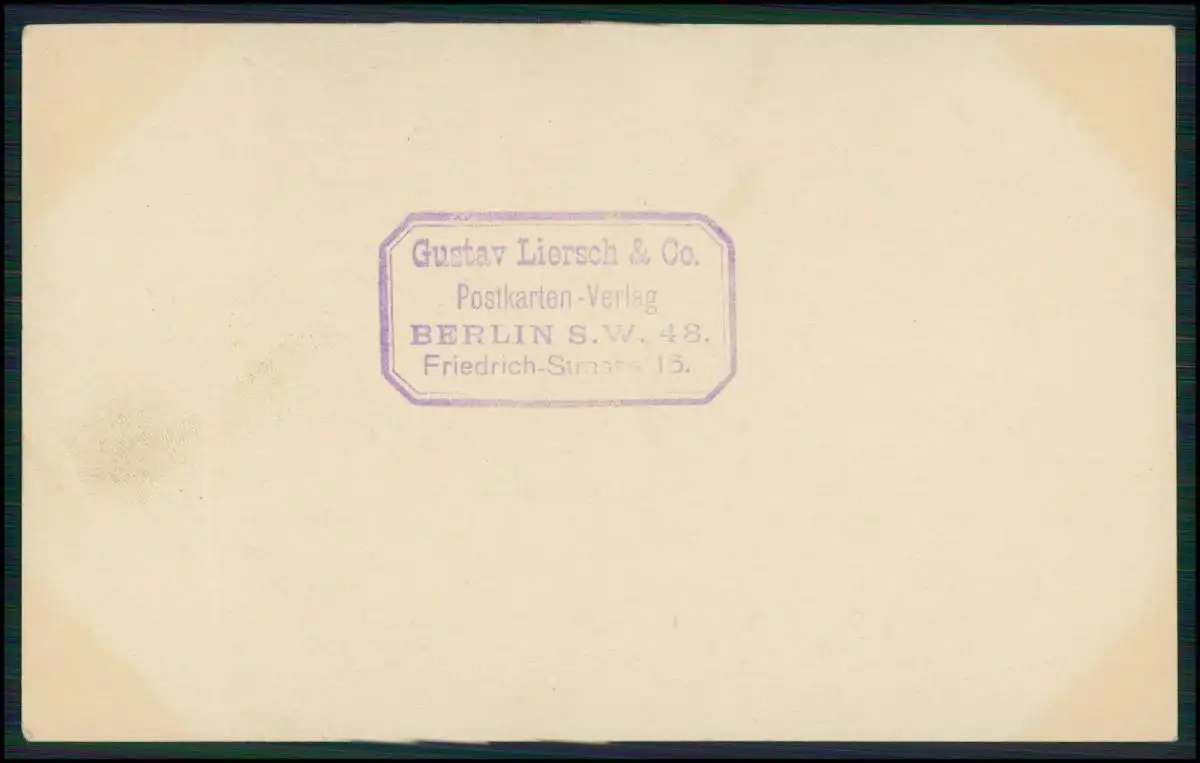 Gustav Liersch & Co.
Postkarten-Verlag
BERLIN S.W. 48.
Friedrich-Strasse 15.